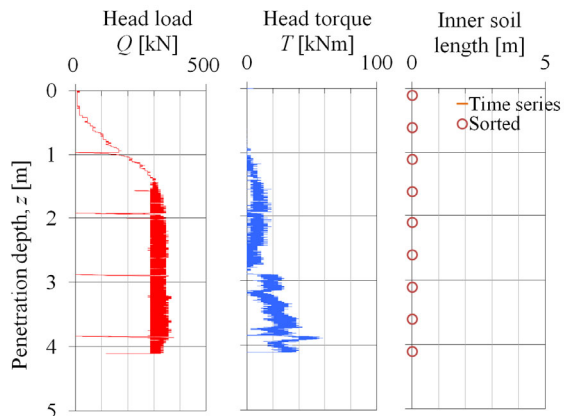 Head load
Q [kN]
0 500
Head torque
T [kNm]
0 100
Inner soil
length [m]
0 5
Penetration depth, z [m]
0
1
2
3
4
5
Time series
Sorted